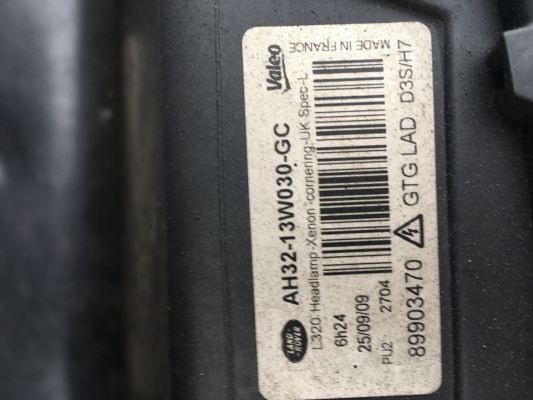 LAND-
ROVER
AH32-13W030-GC
Valeo
L320 Headlamp-Xenon-cornering-UK Spec-L
MADE IN FRANCE
6h24
25/09/09
PU2 2704
89903470 GTG LAD D3S/H7